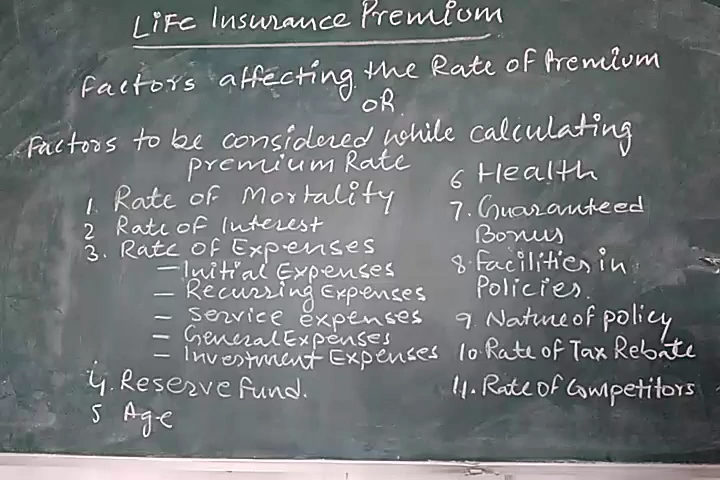 Life Insurance Premium
Factors affecting the Rate of Premium
OR
Factors to be considered while calculating
premium Rate
1. Rate of Mortality
2 Rate of Interest
3. Rate of Expenses
— Initial Expenses
— Recurring Expenses
— Service expenses
— General Expenses
— Investment Expenses
4. Reserve Fund.
5 Age
6 Health
7. Guaranteed
Bonus
8. Facilities in
Policies.
9. Nature of policy
10. Rate of Tax Rebate
11. Rate of Competitors